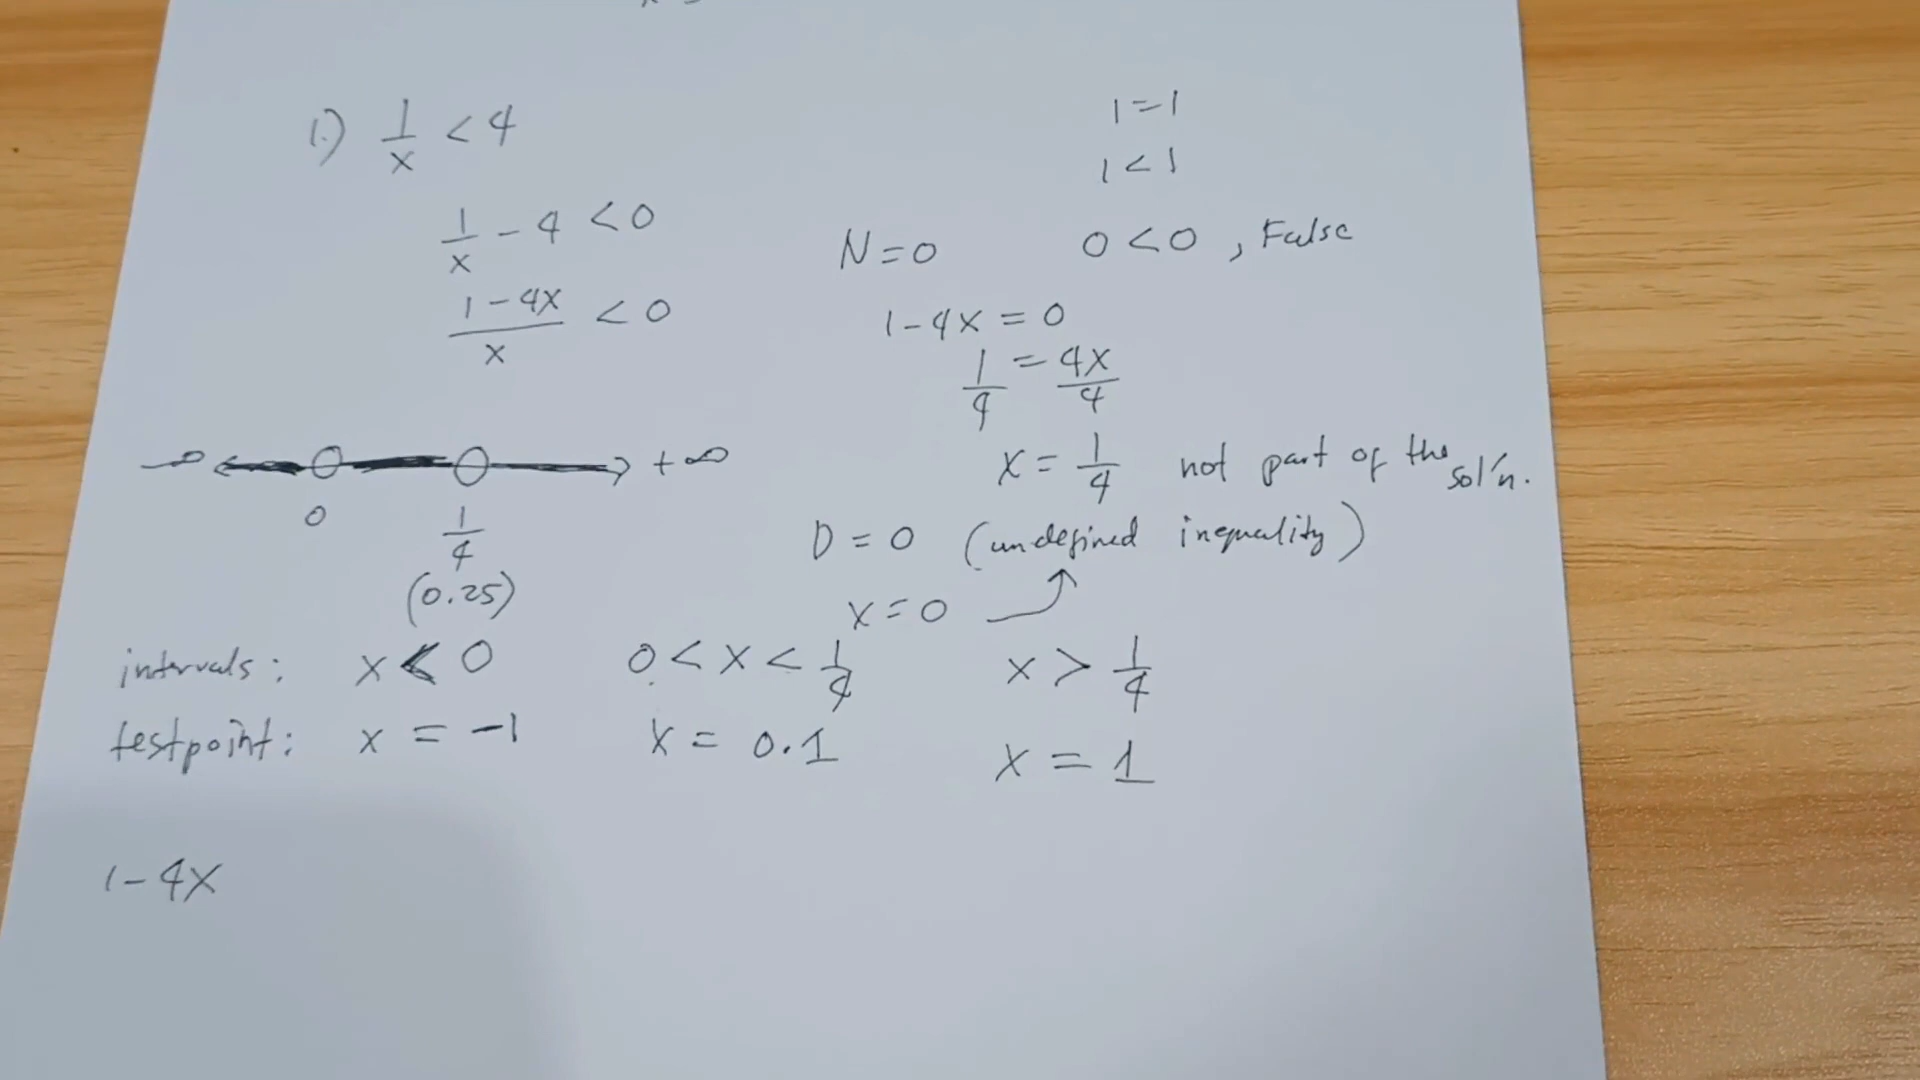 1.) 1/x < 4
1/x - 4 < 0
(1 - 4x)/x < 0
-∞ 0 1/4 +∞
(0.25)
1 = 1
1 < 1
N = 0 0 < 0 , False
1 - 4x = 0
1/4 = 4x/4
x = 1/4 not part of the sol'n.
D = 0 (undefined inequality)
x = 0
intervals: x < 0 0 < x < 1/4 x > 1/4
testpoint: x = -1 x = 0.1 x = 1
1 - 4x